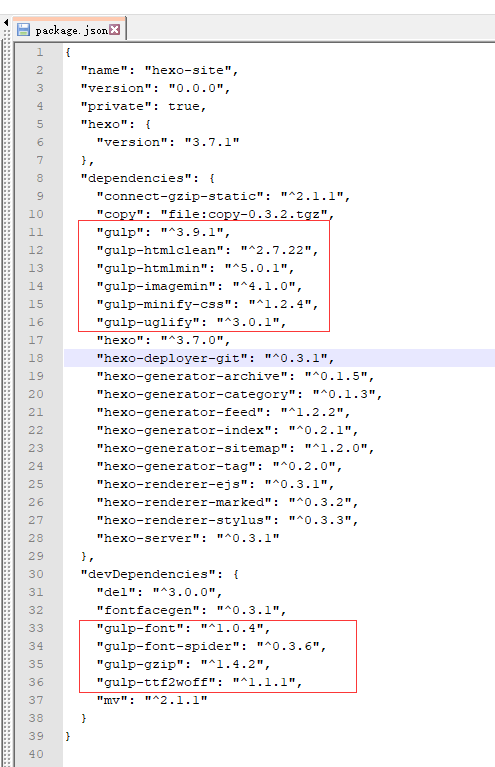 package.json
1 {
2   "name": "hexo-site",
3   "version": "0.0.0",
4   "private": true,
5   "hexo": {
6     "version": "3.7.1"
7   },
8   "dependencies": {
9     "connect-gzip-static": "^2.1.1",
10     "copy": "file:copy-0.3.2.tgz",
11     "gulp": "^3.9.1",
12     "gulp-htmlclean": "^2.7.22",
13     "gulp-htmlmin": "^5.0.1",
14     "gulp-imagemin": "^4.1.0",
15     "gulp-minify-css": "^1.2.4",
16     "gulp-uglify": "^3.0.1",
17     "hexo": "^3.7.0",
18     "hexo-deployer-git": "^0.3.1",
19     "hexo-generator-archive": "^0.1.5",
20     "hexo-generator-category": "^0.1.3",
21     "hexo-generator-feed": "^1.2.2",
22     "hexo-generator-index": "^0.2.1",
23     "hexo-generator-sitemap": "^1.2.0",
24     "hexo-generator-tag": "^0.2.0",
25     "hexo-renderer-ejs": "^0.3.1",
26     "hexo-renderer-marked": "^0.3.2",
27     "hexo-renderer-stylus": "^0.3.3",
28     "hexo-server": "^0.3.1"
29   },
30   "devDependencies": {
31     "del": "^3.0.0",
32     "fontfacegen": "^0.3.1",
33     "gulp-font": "^1.0.4",
34     "gulp-font-spider": "^0.3.6",
35     "gulp-gzip": "^1.4.2",
36     "gulp-ttf2woff": "^1.1.1",
37     "mv": "^2.1.1"
38   }
39 }
40